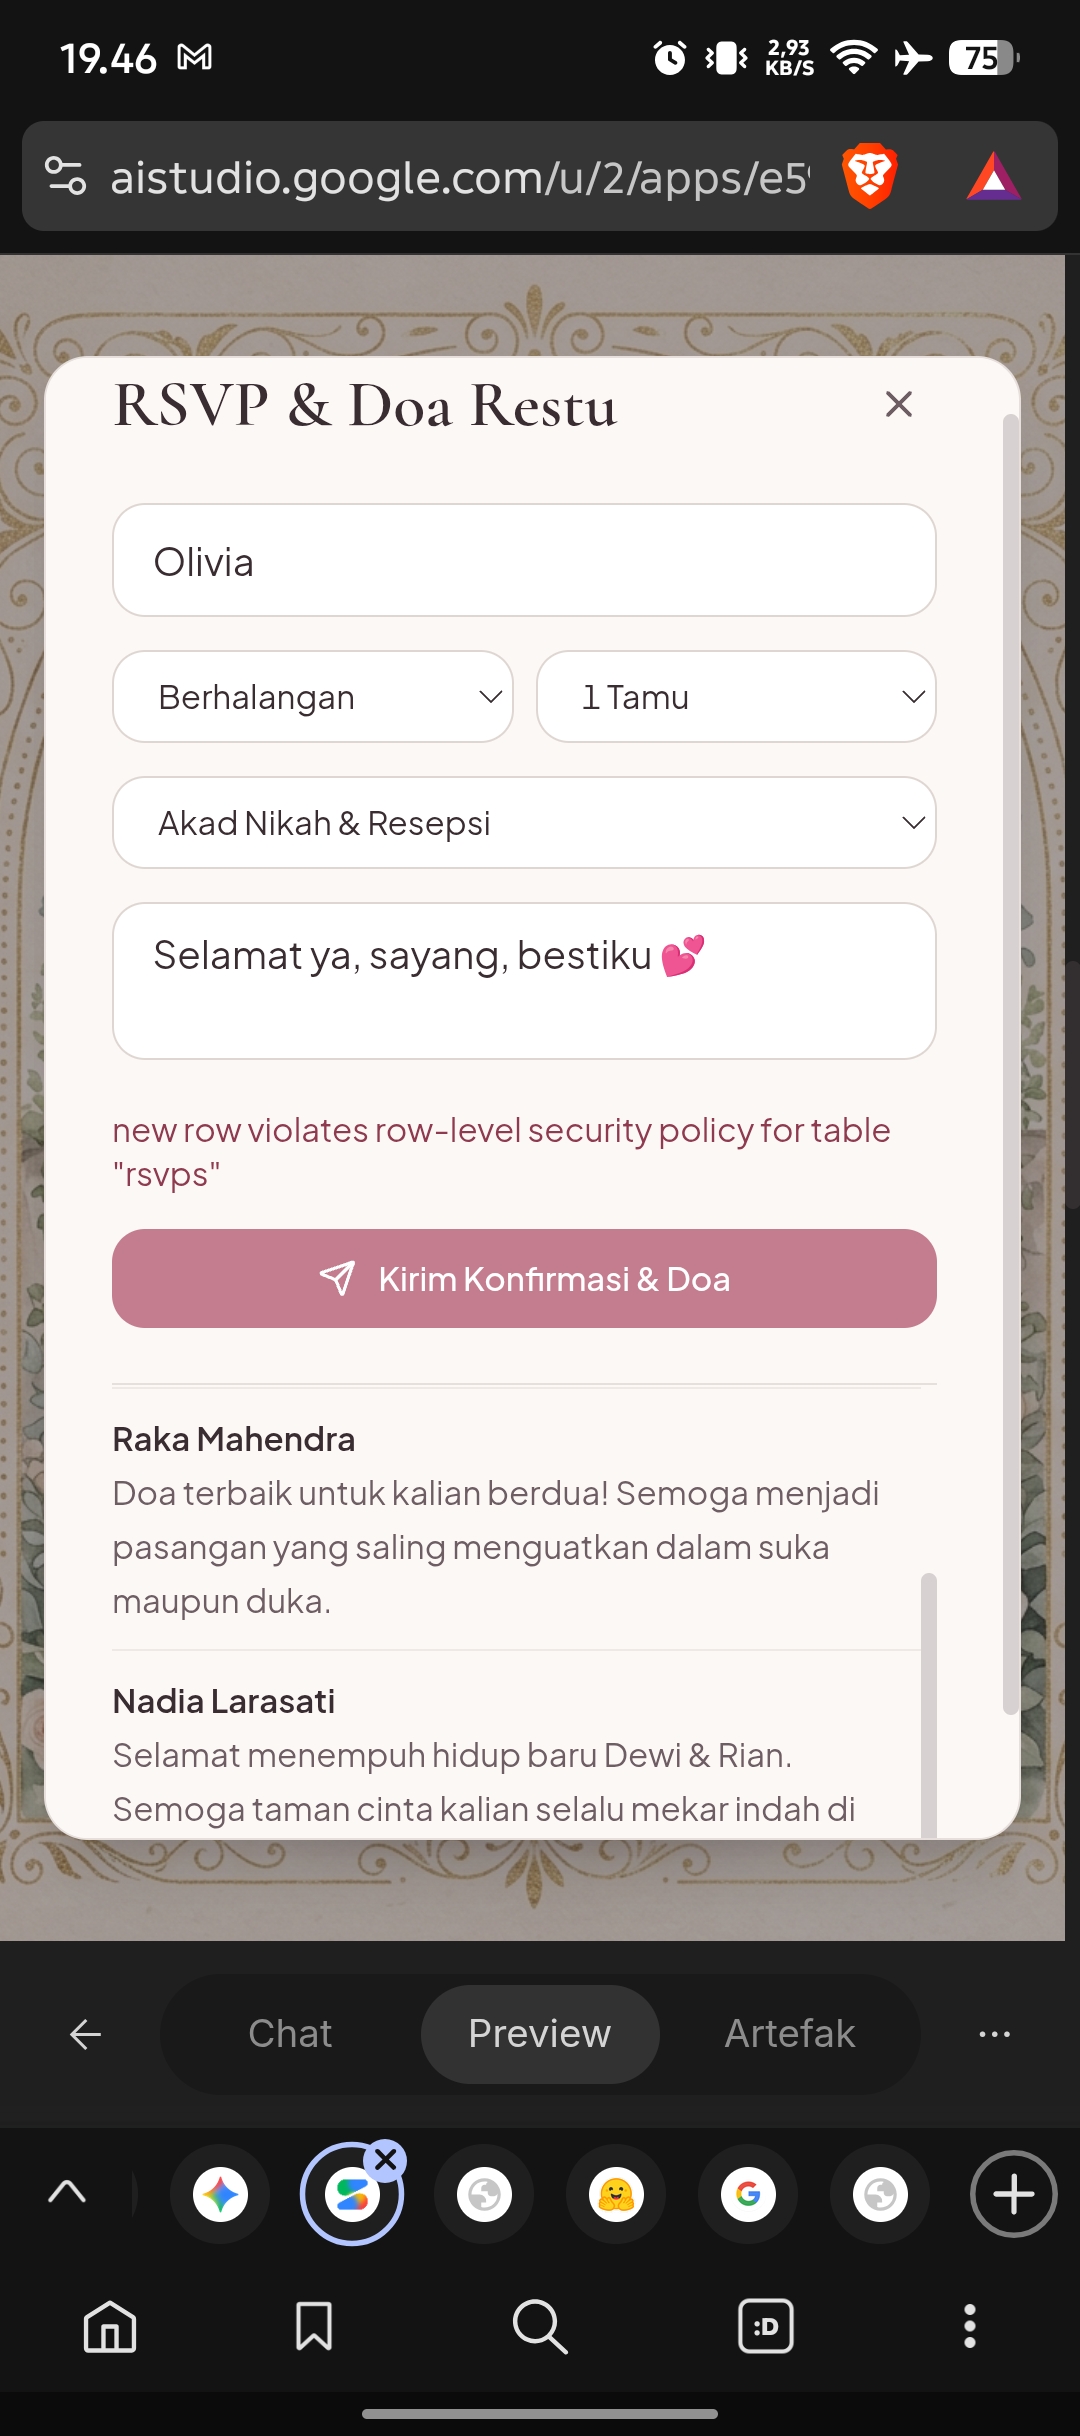 19.46
2,93
KB/S
75
aistudio.google.com/u/2/apps/e5
RSVP & Doa Restu
Olivia
Berhalangan
1 Tamu
Akad Nikah & Resepsi
Selamat ya, sayang, bestiku 💕
new row violates row-level security policy for table
"rsvps"
Kirim Konfirmasi & Doa
Raka Mahendra
Doa terbaik untuk kalian berdua! Semoga menjadi
pasangan yang saling menguatkan dalam suka
maupun duka.
Nadia Larasati
Selamat menempuh hidup baru Dewi & Rian.
Semoga taman cinta kalian selalu mekar indah di
Chat
Preview
Artefak
:D